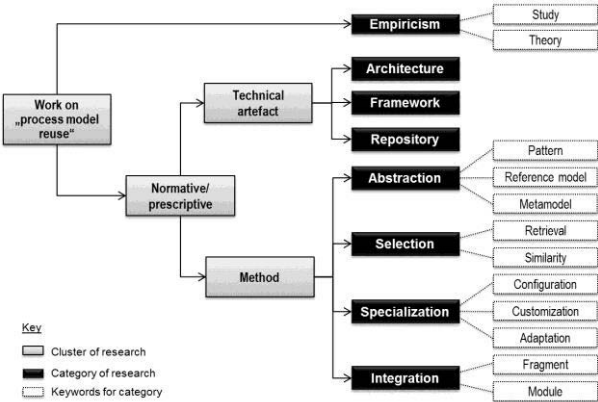 Empiricism
Study
Theory
Work on
„process model
reuse“
Technical
artefact
Architecture
Framework
Repository
Normative/
prescriptive
Method
Abstraction
Pattern
Reference model
Metamodel
Selection
Retrieval
Similarity
Specialization
Configuration
Customization
Adaptation
Integration
Fragment
Module
Key
Cluster of research
Category of research
Keywords for category